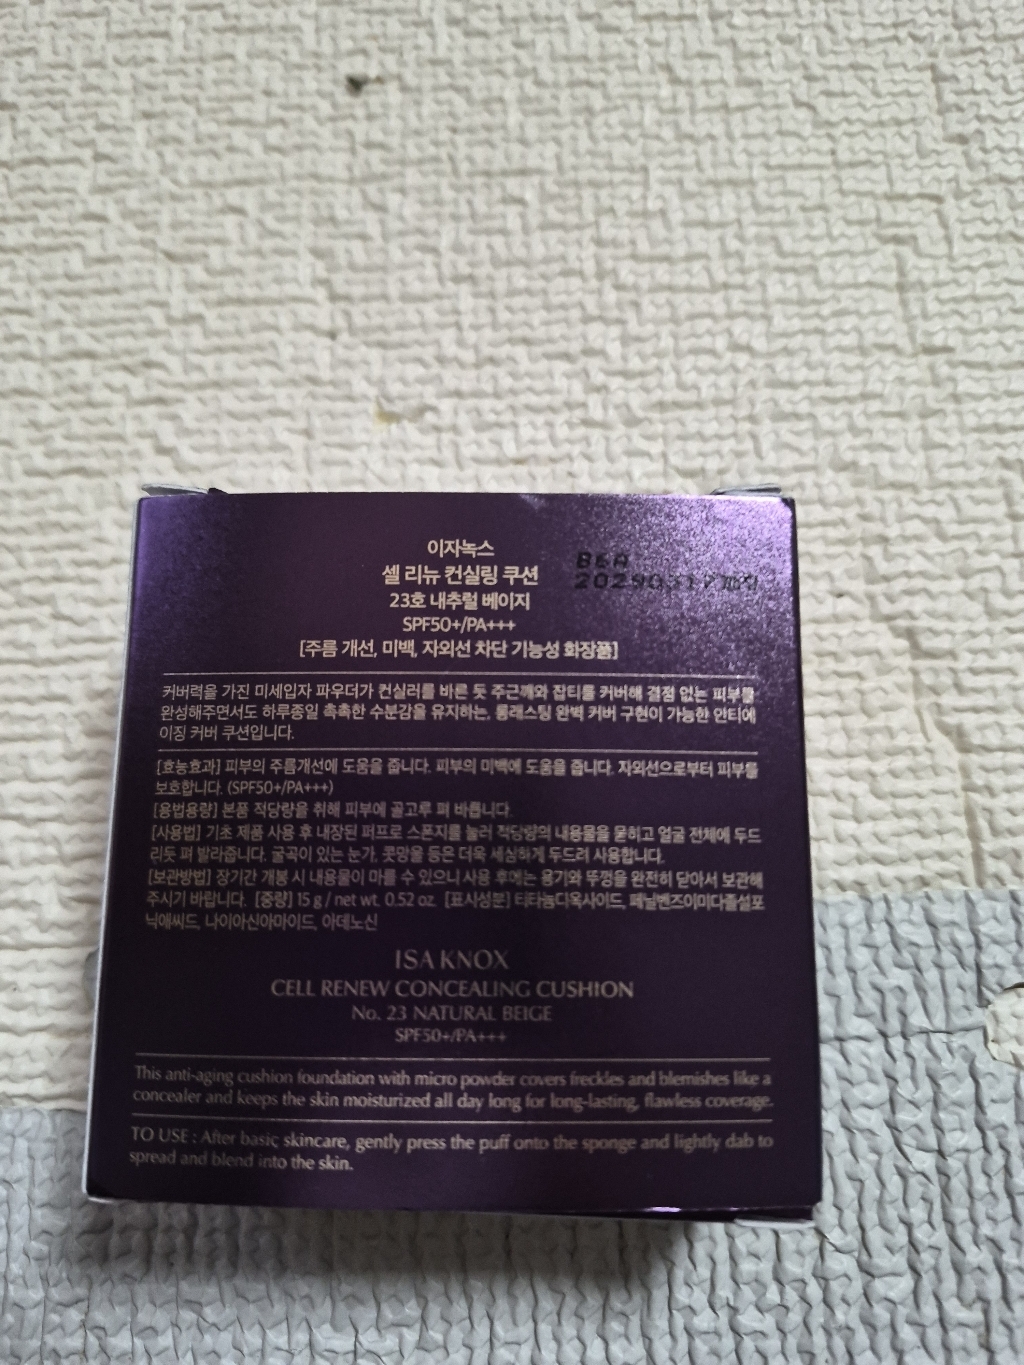 이자녹스
셀 리뉴 컨실링 쿠션
23호 내추럴 베이지
SPF50+/PA+++
[주름 개선, 미백, 자외선 차단 기능성 화장품]
B6A
까지
커버력을 가진 미세입자 파우더가 컨실러를 바른 듯 주근깨와 잡티를 커버해 결점 없는 피부를
완성해주면서도 하루종일 촉촉한 수분감을 유지하는, 롱래스팅 완벽 커버 구현이 가능한 안티에
이징 커버 쿠션입니다.
[효능효과] 피부의 주름개선에 도움을 줍니다. 피부의 미백에 도움을 줍니다. 자외선으로부터 피부를
보호합니다. (SPF50+/PA+++)
[용법용량] 본품 적당량을 취해 피부에 골고루 펴 바릅니다.
[사용법] 기초 제품 사용 후 내장된 퍼프로 스폰지를 눌러 적당량의 내용물을 묻히고 얼굴 전체에 두드
리듯 펴 발라줍니다. 굴곡이 있는 눈가, 콧망울 등은 더욱 세심하게 두드려 사용합니다.
[보관방법] 장기간 개봉 시 내용물이 마를 수 있으니 사용 후에는 용기와 뚜껑을 완전히 닫아서 보관해
주시기 바랍니다. [중량] 15 g / net wt. 0.52 oz. [표시성분] 티타늄디옥사이드, 페닐벤즈이미다졸설포
닉애씨드, 나이아신아마이드, 아데노신
ISA KNOX
CELL RENEW CONCEALING CUSHION
No. 23 NATURAL BEIGE
SPF50+/PA+++
This anti-aging cushion foundation with micro powder covers freckles and blemishes like a
concealer and keeps the skin moisturized all day long for long-lasting, flawless coverage.
TO USE : After basic skincare, gently press the puff onto the sponge and lightly dab to
spread and blend into the skin.